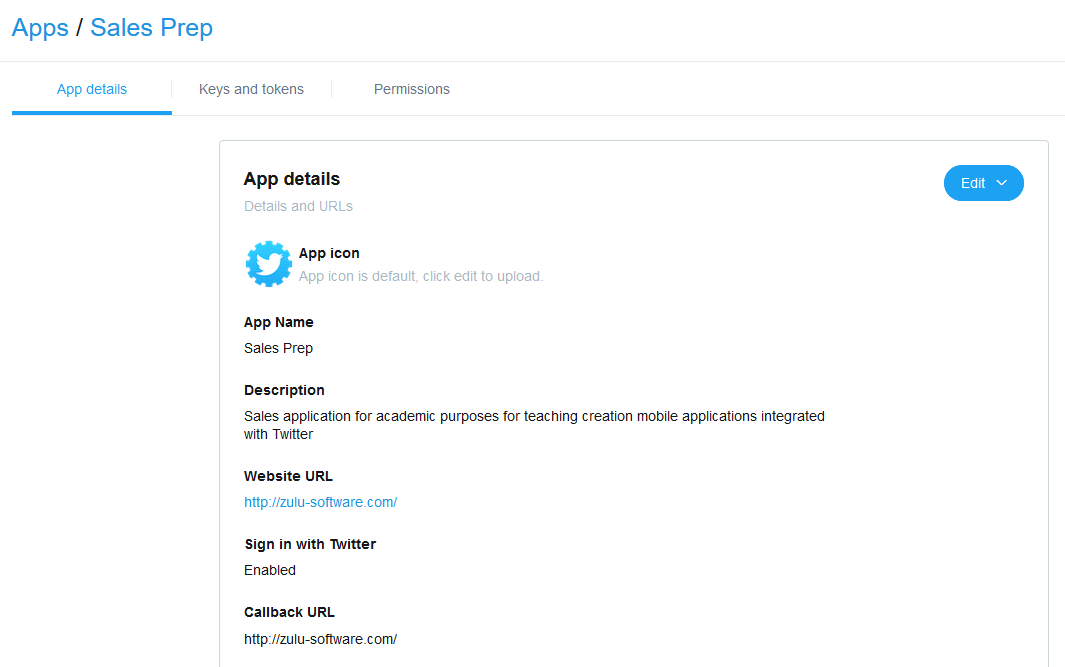 Apps / Sales Prep
App details
Keys and tokens
Permissions
App details
Edit
Details and URLs
App icon
App icon is default, click edit to upload.
App Name
Sales Prep
Description
Sales application for academic purposes for teaching creation mobile applications integrated
with Twitter
Website URL
http://zulu-software.com/
Sign in with Twitter
Enabled
Callback URL
http://zulu-software.com/